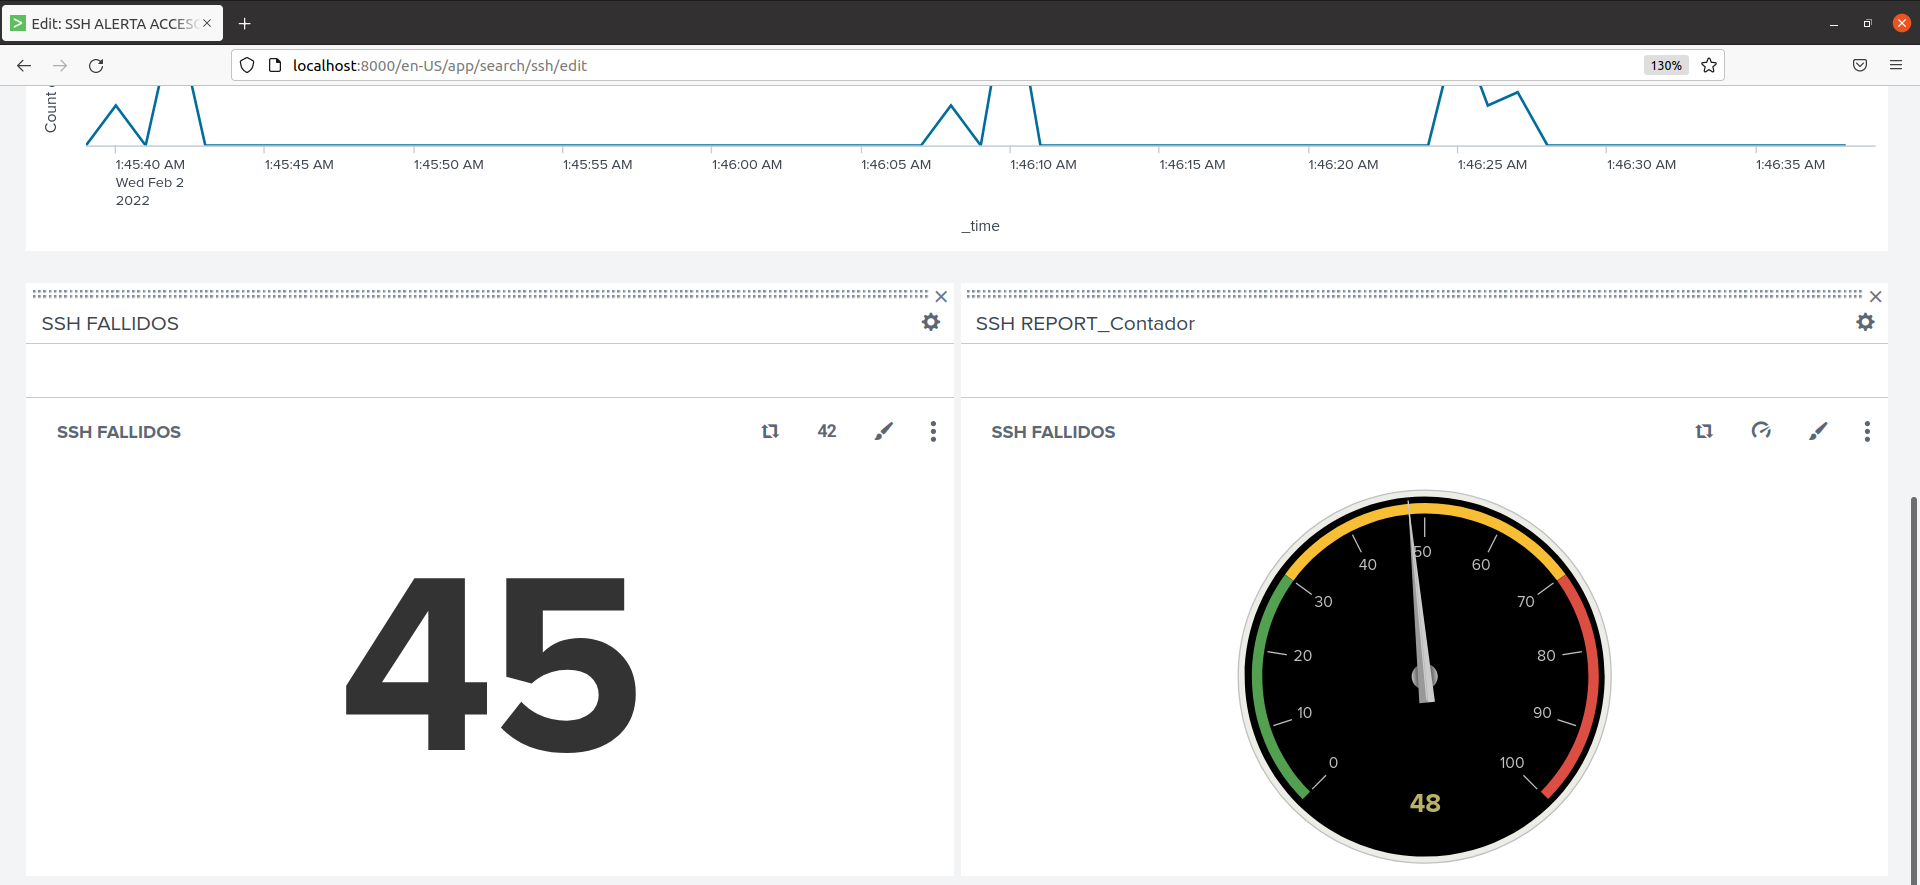 Edit: SSH ALERTA ACCESO
localhost:8000/en-US/app/search/ssh/edit
130%
Count
1:45:40 AM
Wed Feb 2
2022
1:45:45 AM
1:45:50 AM
1:45:55 AM
1:46:00 AM
1:46:05 AM
1:46:10 AM
1:46:15 AM
1:46:20 AM
1:46:25 AM
1:46:30 AM
1:46:35 AM
_time
SSH FALLIDOS
SSH REPORT_Contador
SSH FALLIDOS
42
SSH FALLIDOS
45
0
10
20
30
40
50
60
70
80
90
100
48